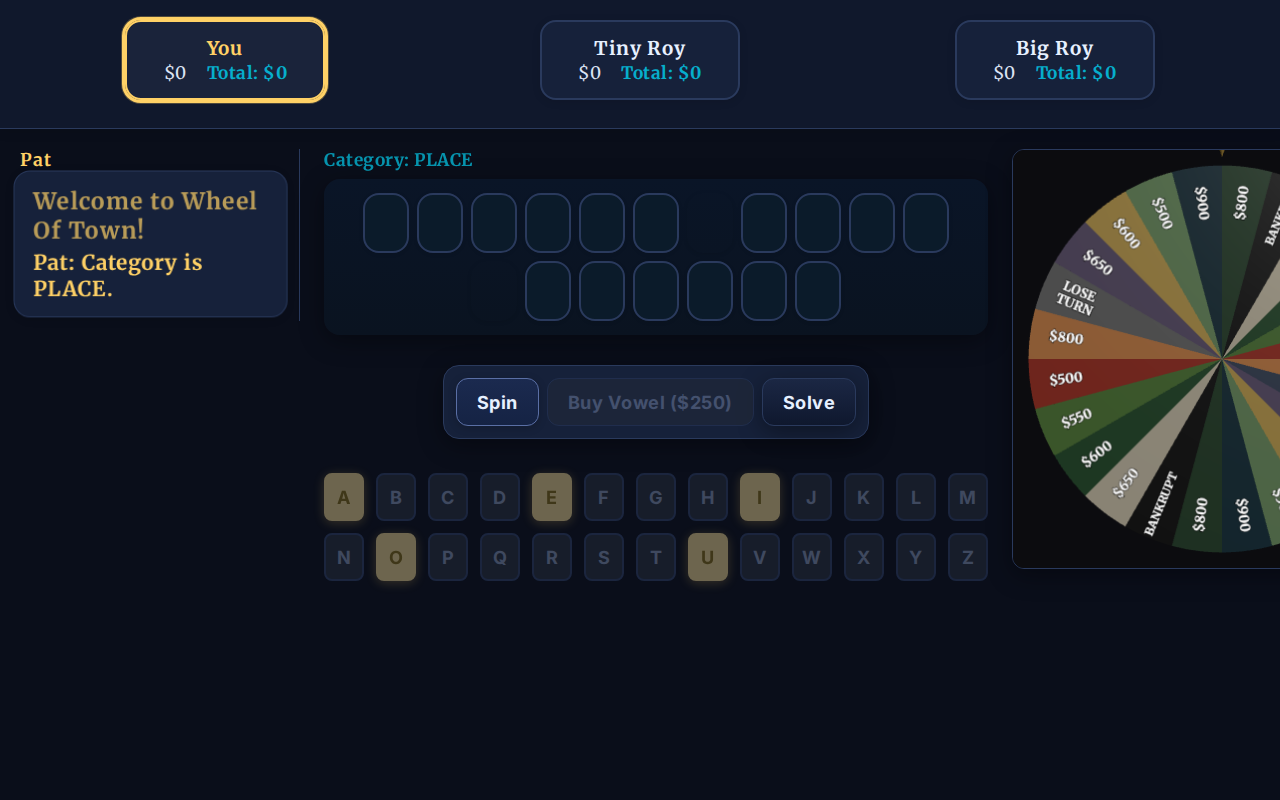 You
$0 Total: $0
Tiny Roy
$0 Total: $0
Big Roy
$0 Total: $0
Pat
Welcome to Wheel
Of Town!
Pat: Category is
PLACE.
Category: PLACE
Spin
Buy Vowel ($250)
Solve
A B C D E F G H I J K L M
N O P Q R S T U V W X Y Z
$800
$900
$500
$600
$650
LOSE
TURN
$800
$500
$550
$600
$650
BANKRUPT
$800
$900